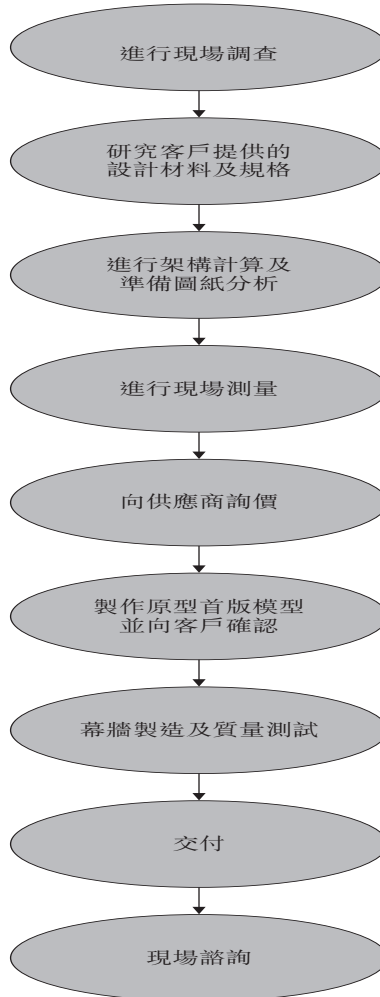 進行現場調查
研究客戶提供的
設計材料及規格
進行架構計算及
準備圖紙分析
進行現場測量
向供應商詢價
製作原型首版模型
並向客戶確認
幕牆製造及質量測試
交付
現場諮詢